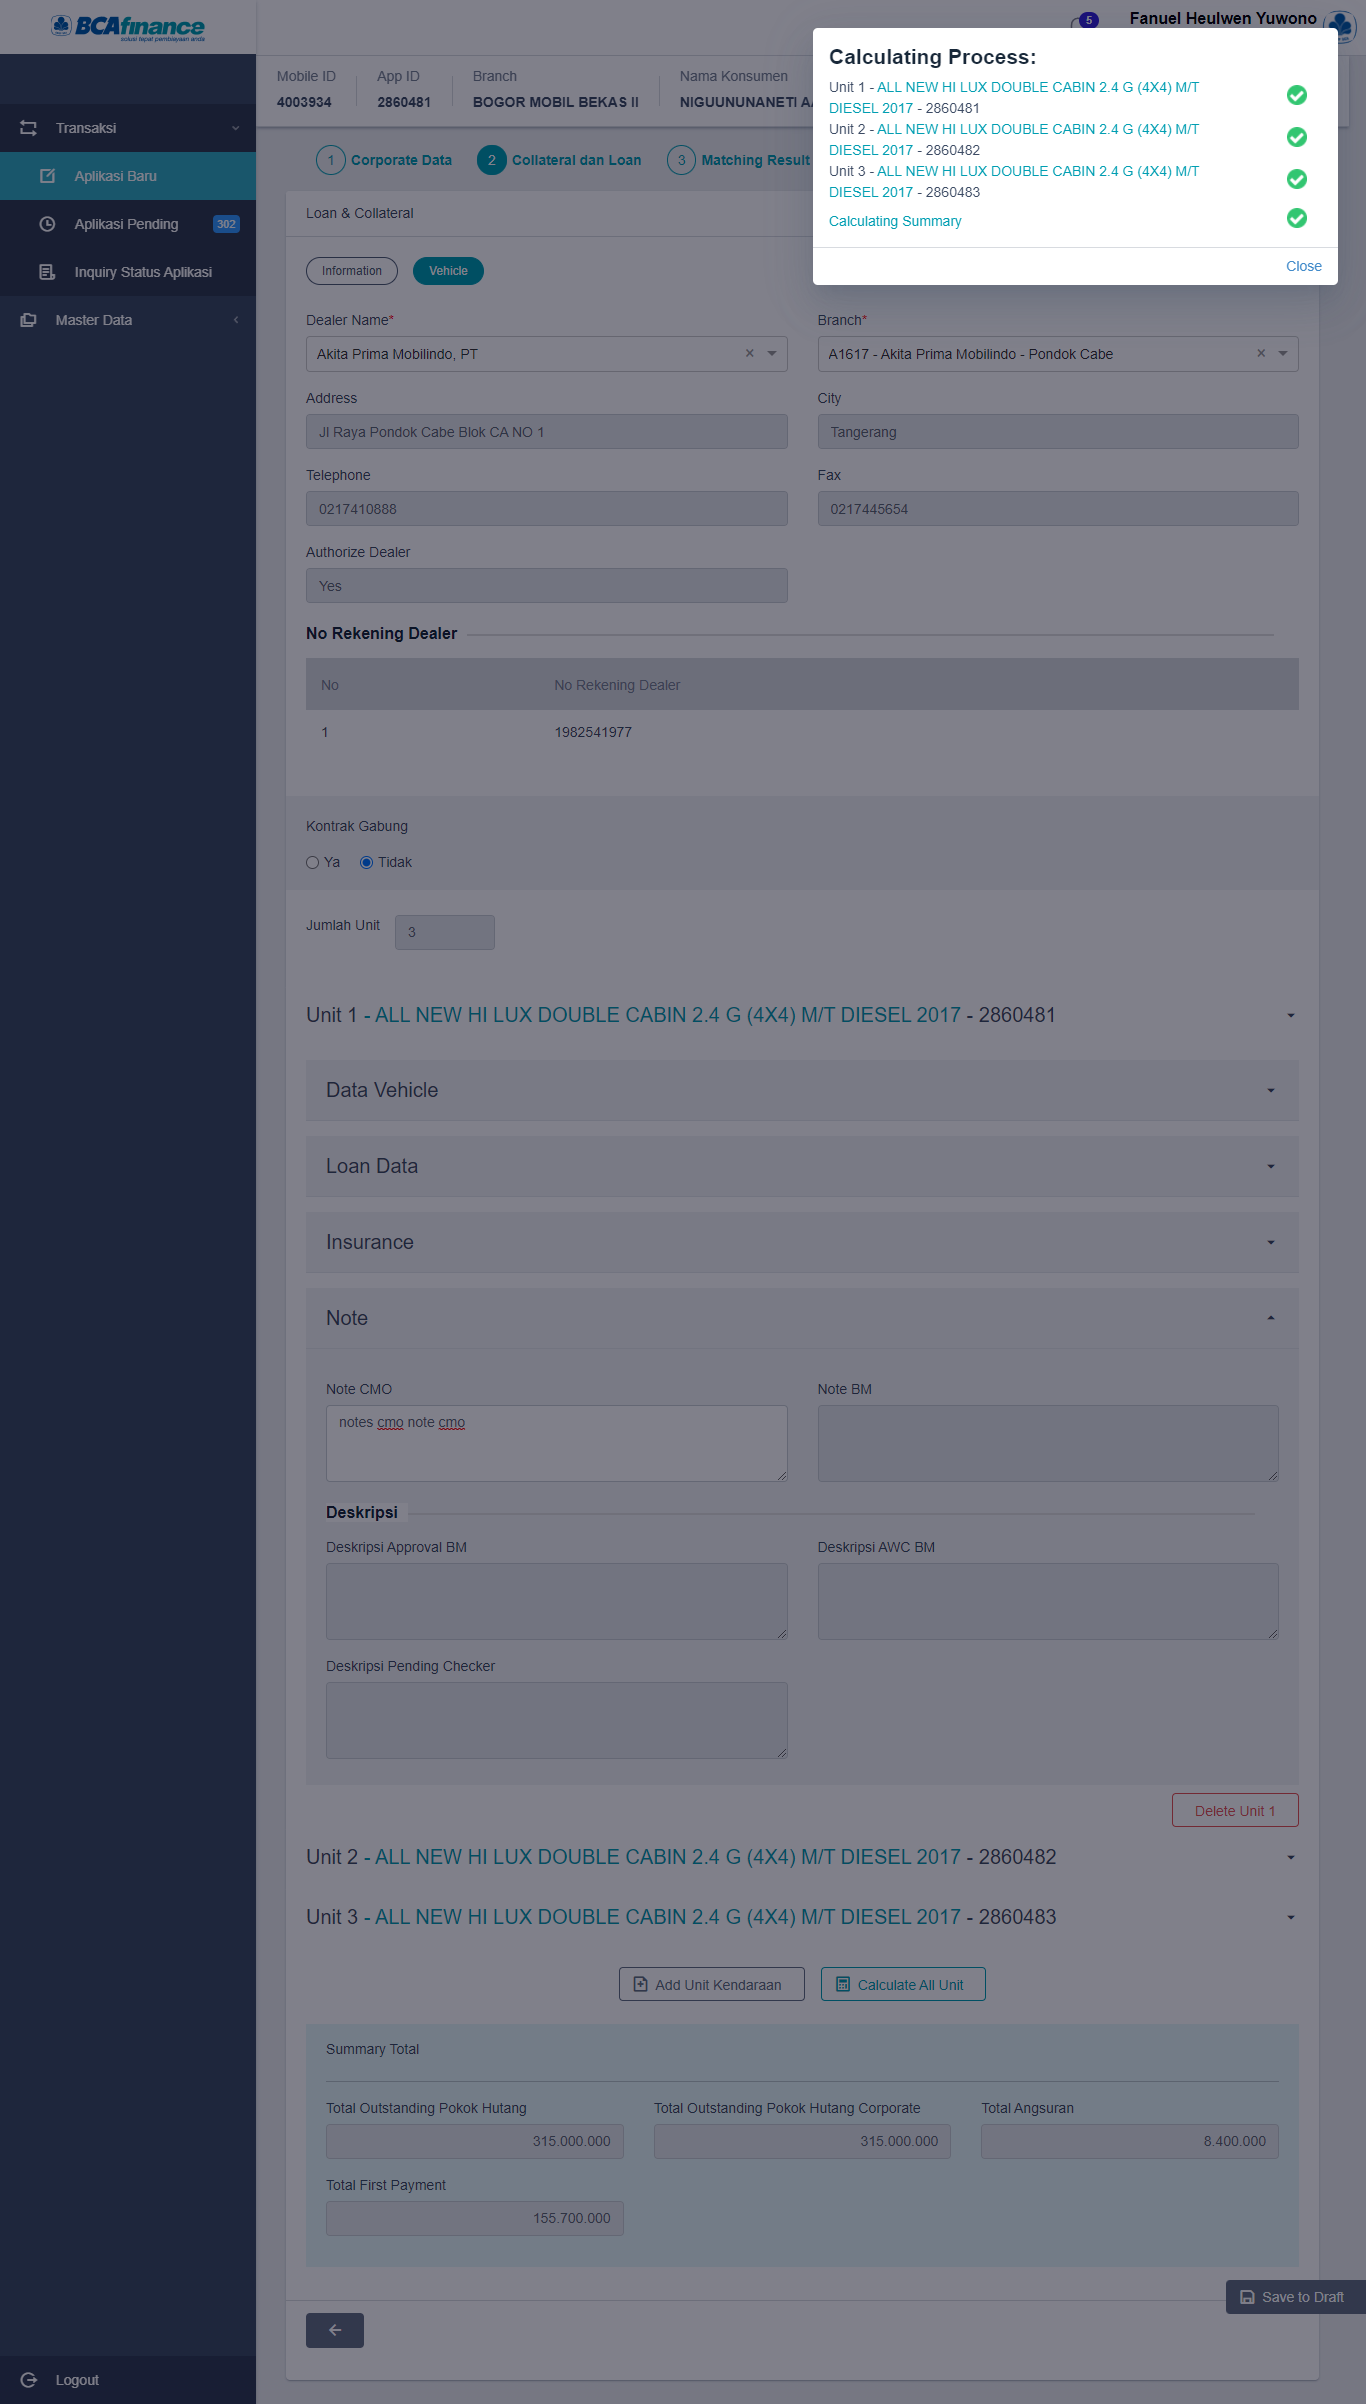 BCAfinance
solusi tepat pembiayaan anda
5
Fanuel Heulwen Yuwono
Transaksi
Aplikasi Baru
Aplikasi Pending 302
Inquiry Status Aplikasi
Master Data
Logout
Mobile ID App ID Branch Nama Konsumen
4003934 2860481 BOGOR MOBIL BEKAS II NIGUUNUNANETI
Calculating Process:
Unit 1 - ALL NEW HI LUX DOUBLE CABIN 2.4 G (4X4) M/T
DIESEL 2017 - 2860481
Unit 2 - ALL NEW HI LUX DOUBLE CABIN 2.4 G (4X4) M/T
DIESEL 2017 - 2860482
Unit 3 - ALL NEW HI LUX DOUBLE CABIN 2.4 G (4X4) M/T
DIESEL 2017 - 2860483
Calculating Summary
Close
1 Corporate Data 2 Collateral dan Loan 3 Matching Result
Loan & Collateral
Information Vehicle
Dealer Name* Branch*
Akita Prima Mobilindo, PT × A1617 - Akita Prima Mobilindo - Pondok Cabe ×
Address City
Jl Raya Pondok Cabe Blok CA NO 1 Tangerang
Telephone Fax
0217410888 0217445654
Authorize Dealer
Yes
No Rekening Dealer
No No Rekening Dealer
1 1982541977
Kontrak Gabung
Ya Tidak
Jumlah Unit 3
Unit 1 - ALL NEW HI LUX DOUBLE CABIN 2.4 G (4X4) M/T DIESEL 2017 - 2860481
Data Vehicle
Loan Data
Insurance
Note
Note CMO Note BM
notes cmo note cmo
Deskripsi
Deskripsi Approval BM Deskripsi AWC BM
Deskripsi Pending Checker
Delete Unit 1
Unit 2 - ALL NEW HI LUX DOUBLE CABIN 2.4 G (4X4) M/T DIESEL 2017 - 2860482
Unit 3 - ALL NEW HI LUX DOUBLE CABIN 2.4 G (4X4) M/T DIESEL 2017 - 2860483
Add Unit Kendaraan Calculate All Unit
Summary Total
Total Outstanding Pokok Hutang Total Outstanding Pokok Hutang Corporate Total Angsuran
315.000.000 315.000.000 8.400.000
Total First Payment
155.700.000
Save to Draft